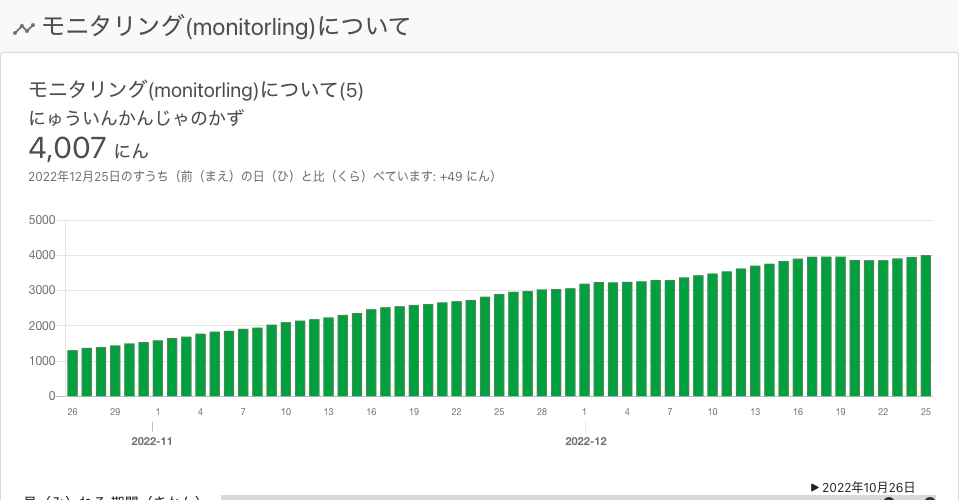 モニタリング(monitorling)について
モニタリング(monitorling)について(5)
にゅういんかんじゃのかず
4,007 にん
2022年12月25日のすうち（前（まえ）の日（ひ）と比（くら）べています: +49 にん）
5000
4000
3000
2000
1000
0
26 29 1 4 7 10 13 16 19 22 25 28 1 4 7 10 13 16 19 22 25
2022-11 2022-12
▶ 2022年10月26日